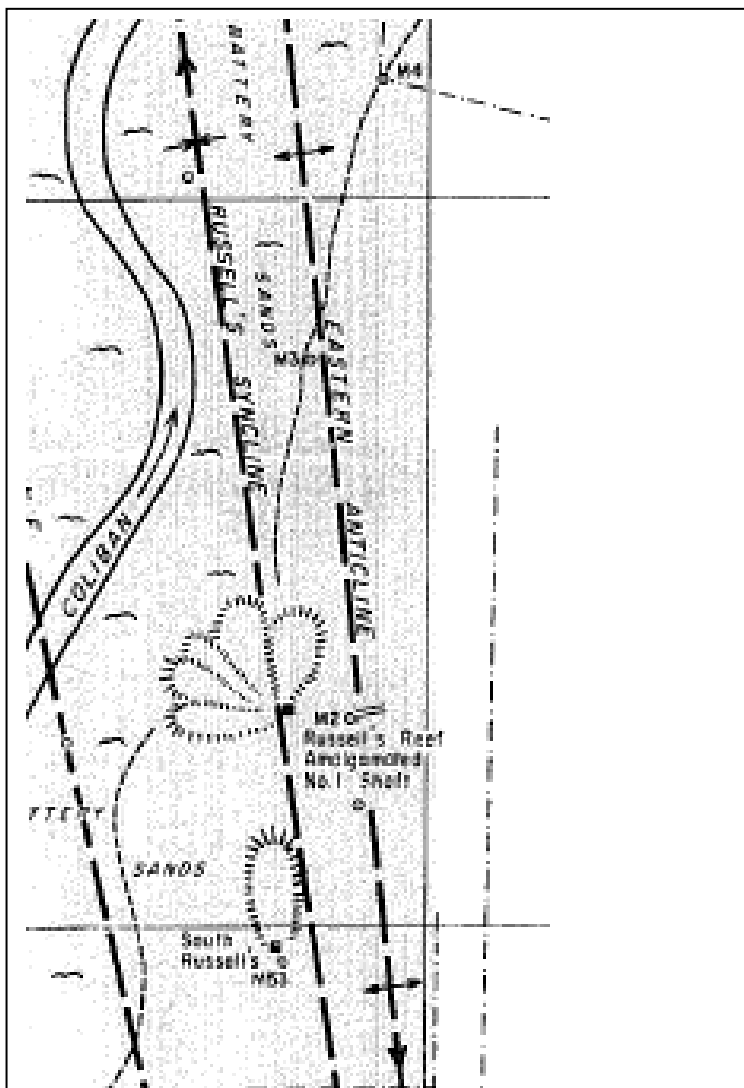 M4
BATTERY
SANDS
RUSSELL'S SYNCLINE
M3
EASTERN ANTICLINE
COLIBAN
M2
Russell's Reef
Amalgamated
No.1 Shaft
SANDS
South
Russell's
M53